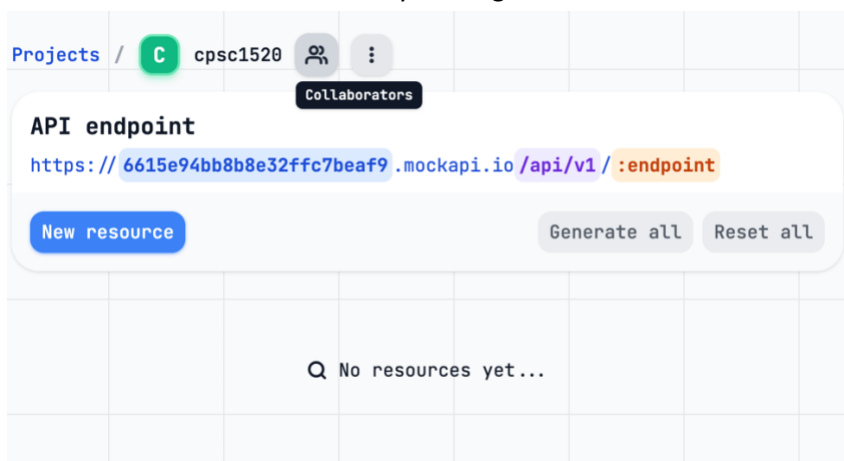 Projects / C cpsc1520
Collaborators
API endpoint
https://6615e94bb8b8e32ffc7beaf9.mockapi.io/api/v1/:endpoint
New resource Generate all Reset all
No resources yet...